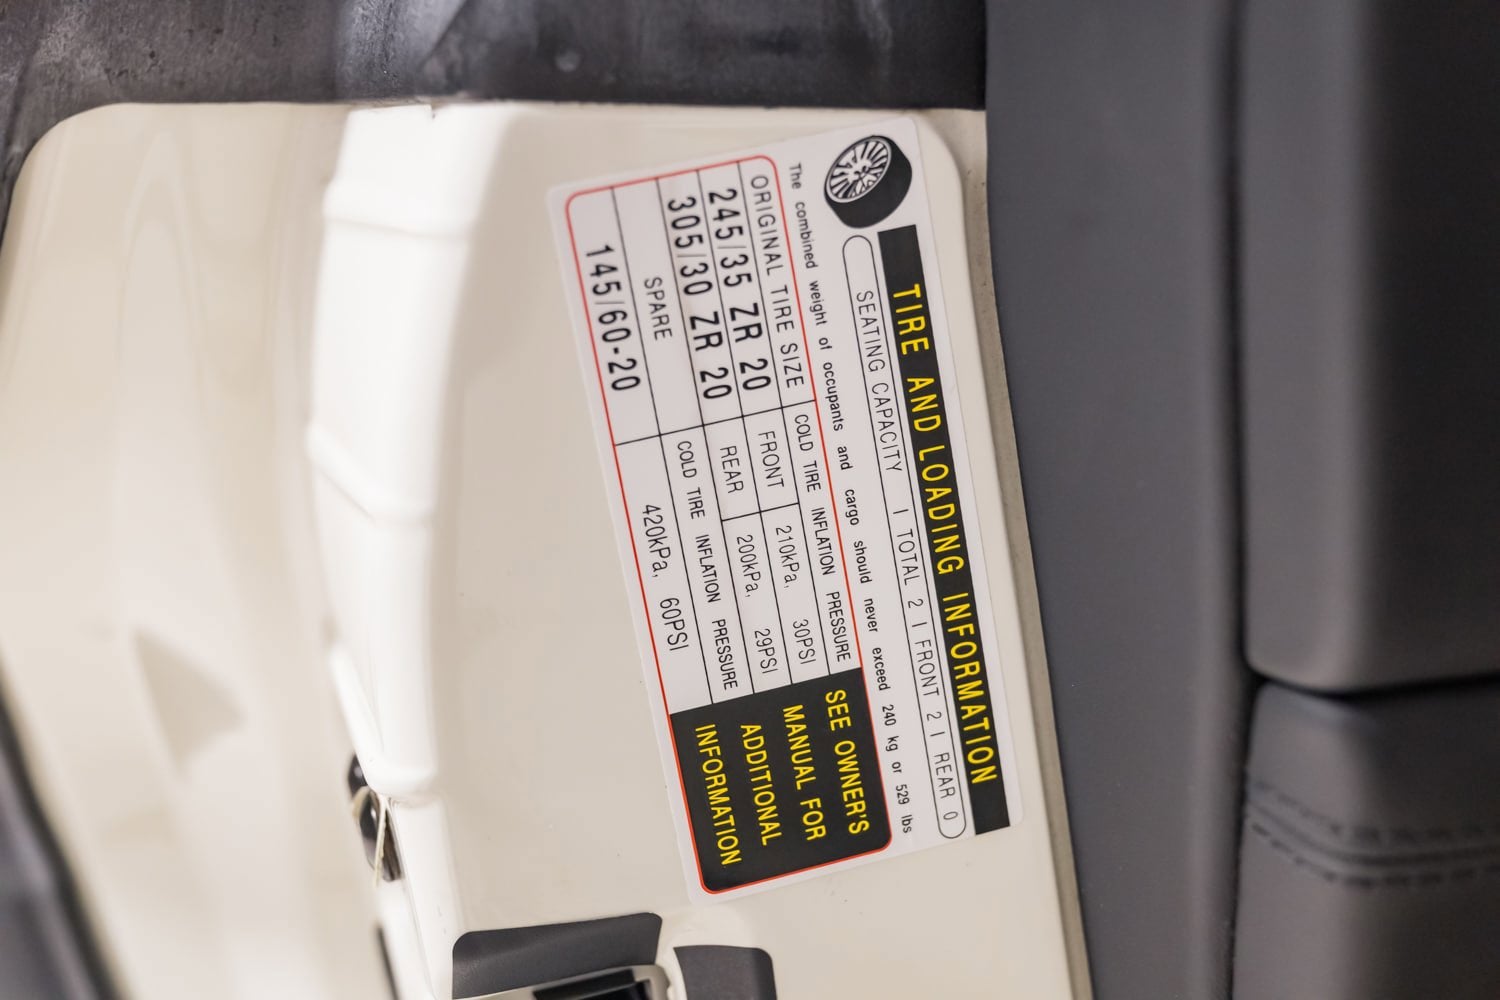 TIRE AND LOADING INFORMATION
SEATING CAPACITY | TOTAL 2 | FRONT 2 | REAR 0
The combined weight of occupants and cargo should never exceed 240 kg or 529 lbs
ORIGINAL TIRE SIZE COLD TIRE INFLATION PRESSURE
245/35 ZR 20 FRONT 210kPa, 30PSI
305/30 ZR 20 REAR 200kPa, 29PSI
SPARE COLD TIRE INFLATION PRESSURE
145/60-20 420kPa, 60PSI
SEE OWNER'S
MANUAL FOR
ADDITIONAL
INFORMATION